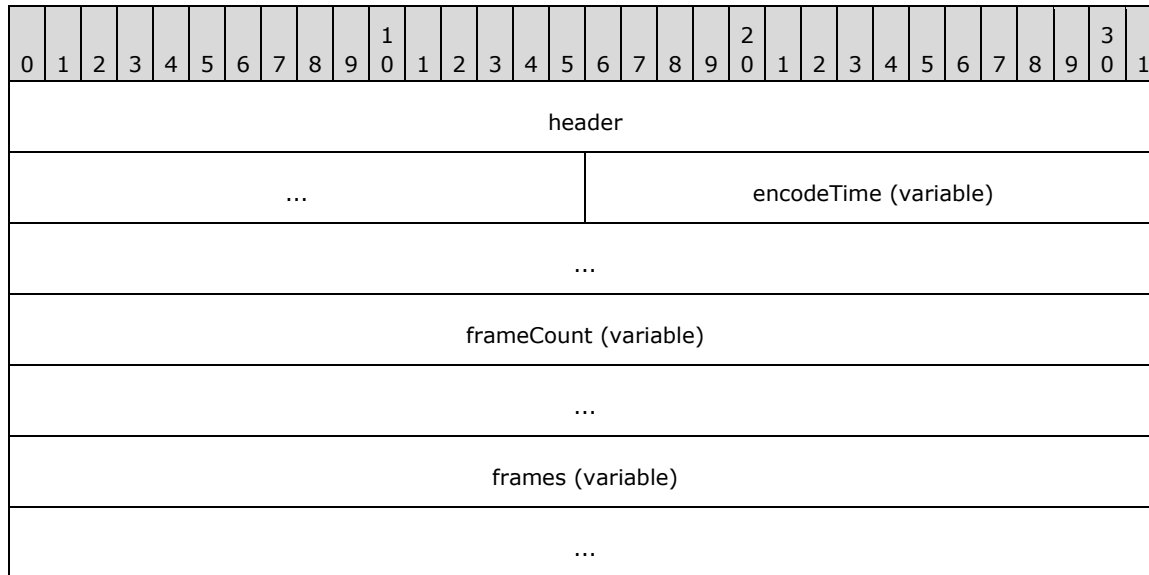 1 2 3
0 1 2 3 4 5 6 7 8 9 0 1 2 3 4 5 6 7 8 9 0 1 2 3 4 5 6 7 8 9 0 1
header
... encodeTime (variable)
...
frameCount (variable)
...
frames (variable)
...